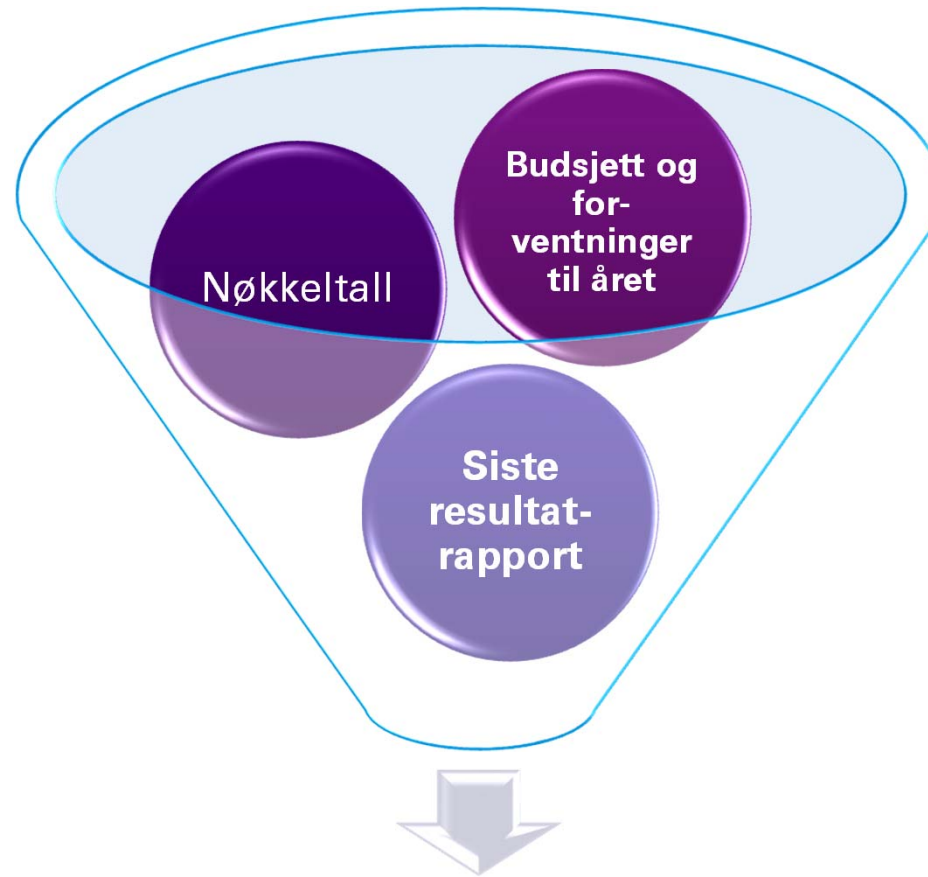 Nøkkeltall
Budsjett og
for-
ventninger
til året
Siste
resultat-
rapport